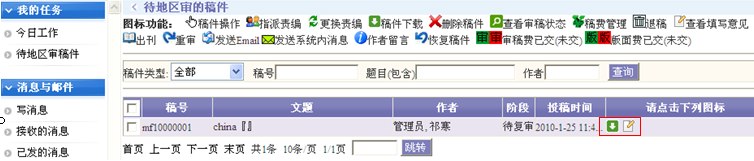 我的任务
今日工作
待地区审稿件
消息与邮件
写消息
接收的消息
已发的消息
待地区审的稿件
图标功能: 稿件操作 指派责编 更换责编 稿件下载 删除稿件 查看审稿状态 稿费管理 退稿 查看填写意见
出刊 重审 发送Email 发送系统内消息 作者留言 恢复稿件 审审 审稿费已交(未交) 版版 版面费已交(未交)
稿件类型: 全部 稿号 题目(包含) 作者 查询
稿号 文题 作者 阶段 投稿时间 请点击下列图标
mf10000001 china 〖〗 管理员, 祁寒 待复审 2010-1-25 11:4...
首页 上一页 下一页 末页 共1条 10条/页 1/1页 跳转